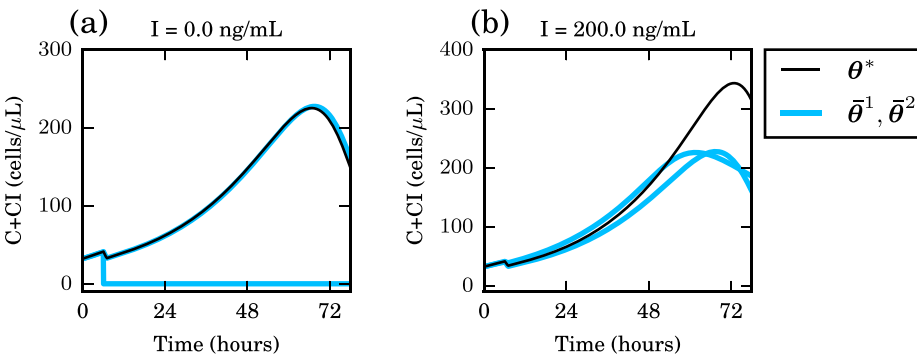 (a)
I = 0.0 ng/mL
300
200
100
0
C+CI (cells/μL)
0 24 48 72
Time (hours)
(b)
I = 200.0 ng/mL
400
300
200
100
0
C+CI (cells/μL)
0 24 48 72
Time (hours)
θ*
θ̄¹, θ̄²